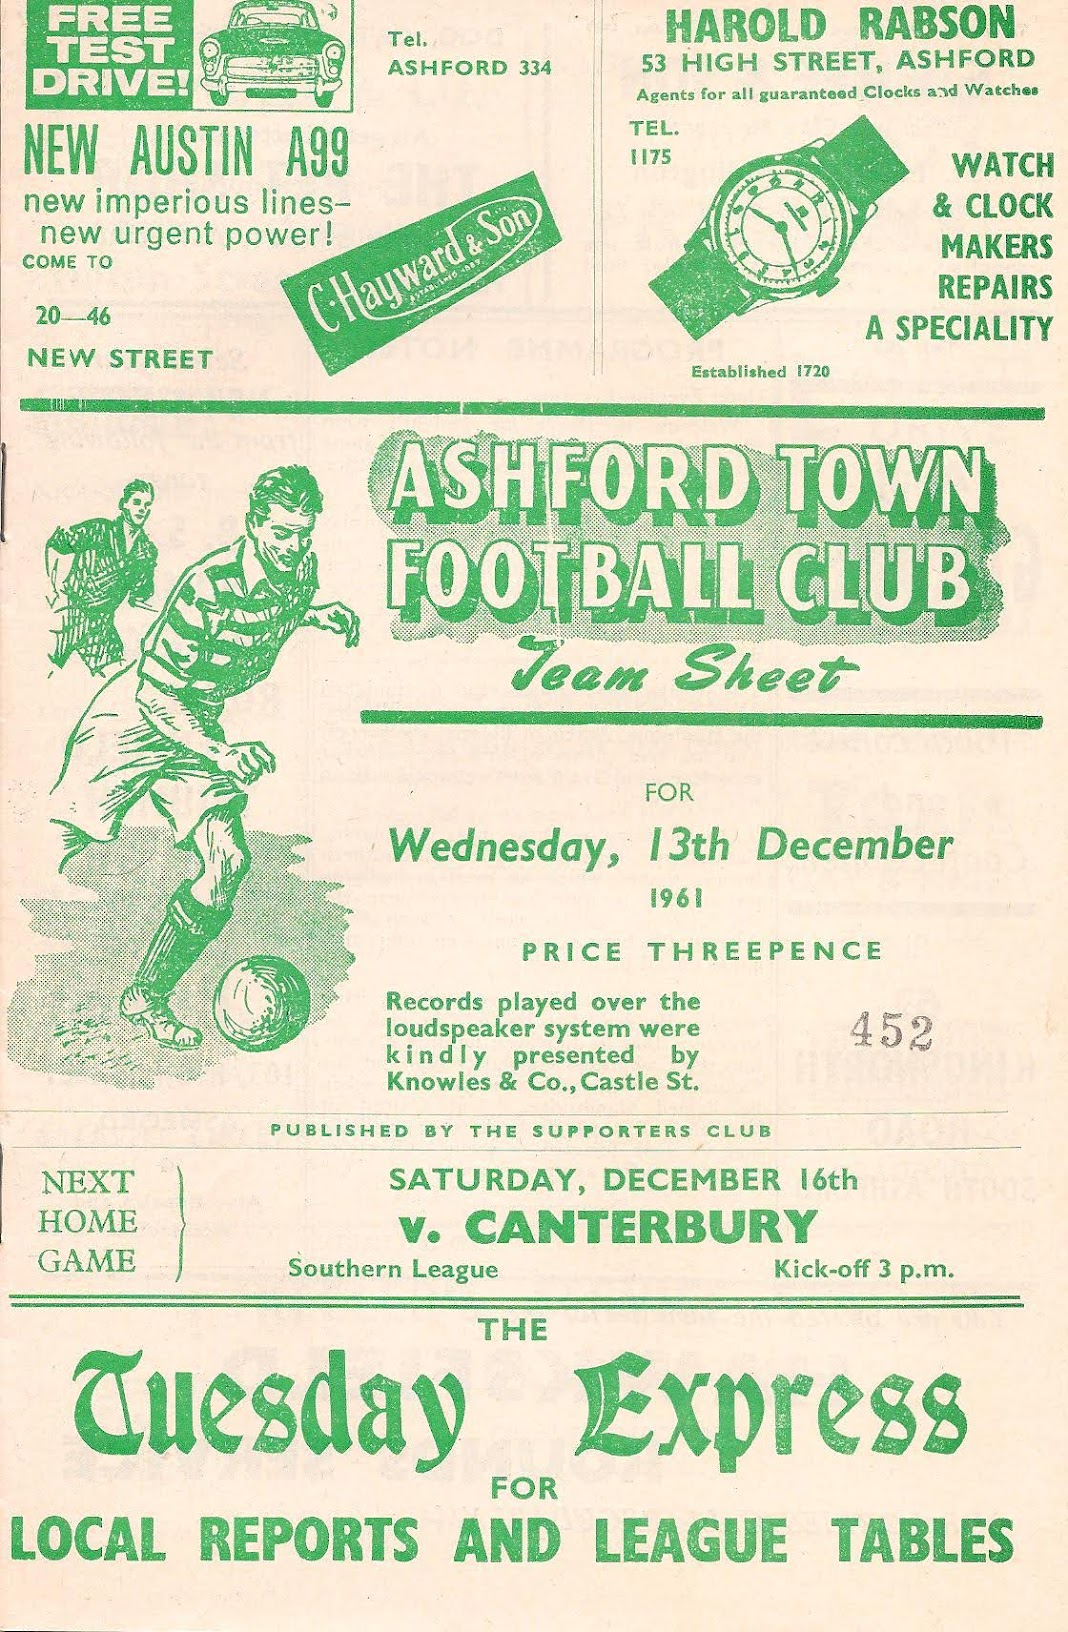 FREE
TEST
DRIVE!
NEW AUSTIN A99
new imperious lines—
new urgent power!
COME TO
20—46
NEW STREET
Tel.
ASHFORD 334
C. Hayward & Son
HAROLD RABSON
53 HIGH STREET, ASHFORD
Agents for all guaranteed Clocks and Watches
TEL.
1175
WATCH
& CLOCK
MAKERS
REPAIRS
A SPECIALITY
Established 1720
ASHFORD TOWN
FOOTBALL CLUB
Team Sheet
FOR
Wednesday, 13th December
1961
PRICE THREEPENCE
Records played over the
loudspeaker system were
kindly presented by
Knowles & Co., Castle St.
452
PUBLISHED BY THE SUPPORTERS CLUB
NEXT
HOME
GAME
SATURDAY, DECEMBER 16th
v. CANTERBURY
Southern League Kick-off 3 p.m.
THE
Tuesday Express
FOR
LOCAL REPORTS AND LEAGUE TABLES